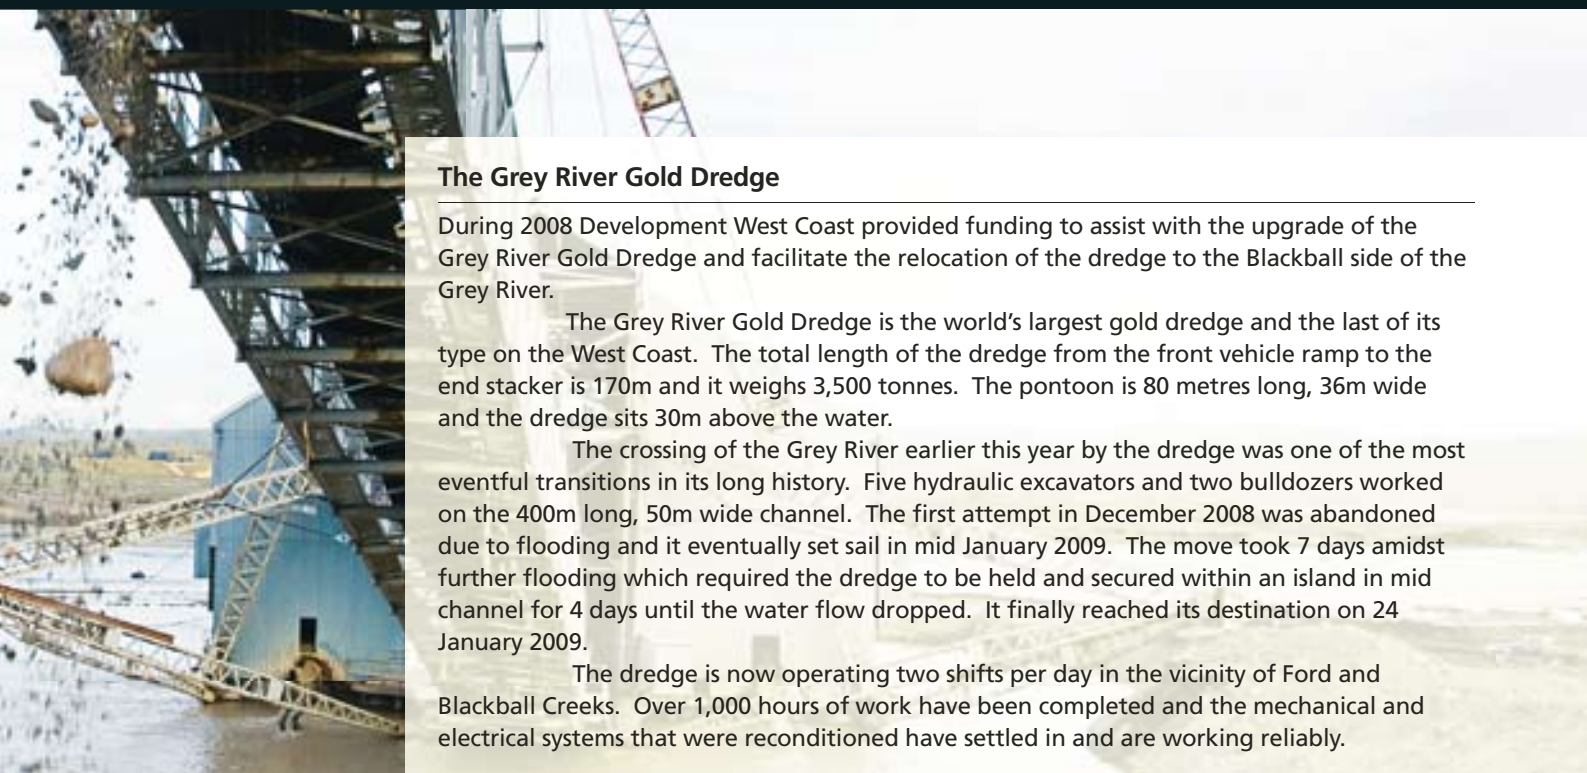 The Grey River Gold Dredge
During 2008 Development West Coast provided funding to assist with the upgrade of the
Grey River Gold Dredge and facilitate the relocation of the dredge to the Blackball side of the
Grey River.
The Grey River Gold Dredge is the world’s largest gold dredge and the last of its
type on the West Coast.  The total length of the dredge from the front vehicle ramp to the
end stacker is 170m and it weighs 3,500 tonnes.  The pontoon is 80 metres long, 36m wide
and the dredge sits 30m above the water.
The crossing of the Grey River earlier this year by the dredge was one of the most
eventful transitions in its long history.  Five hydraulic excavators and two bulldozers worked
on the 400m long, 50m wide channel.  The first attempt in December 2008 was abandoned
due to flooding and it eventually set sail in mid January 2009.  The move took 7 days amidst
further flooding which required the dredge to be held and secured within an island in mid
channel for 4 days until the water flow dropped.  It finally reached its destination on 24
January 2009.
The dredge is now operating two shifts per day in the vicinity of Ford and
Blackball Creeks.  Over 1,000 hours of work have been completed and the mechanical and
electrical systems that were reconditioned have settled in and are working reliably.